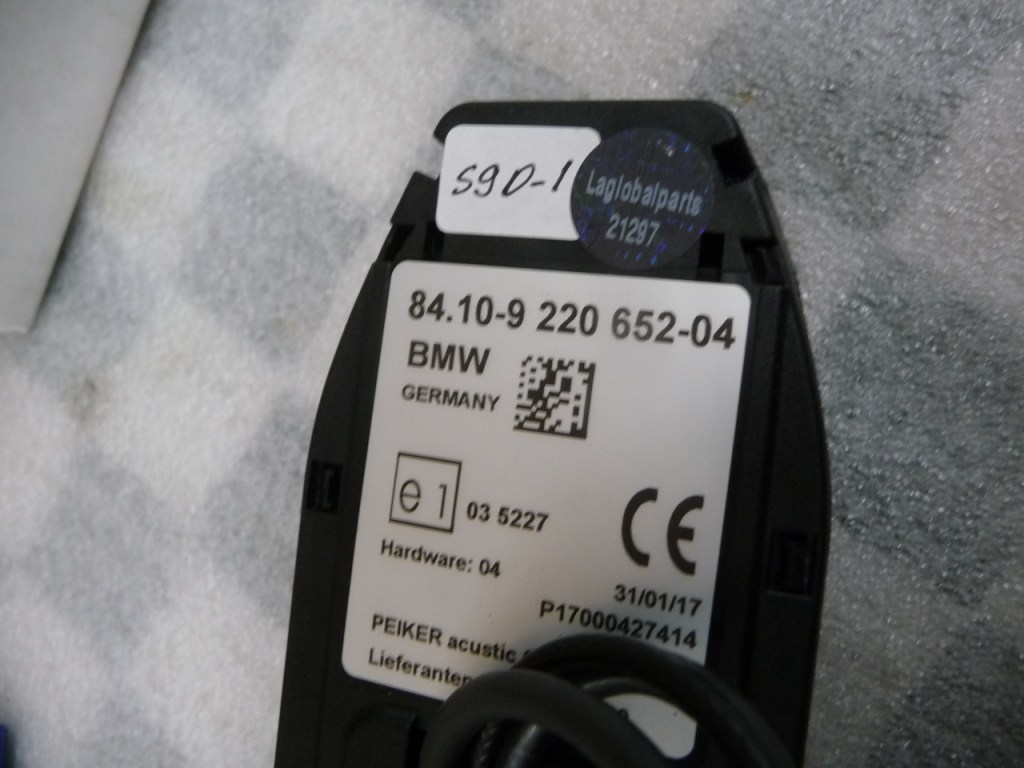 S9D-1
Laglobalparts
21297
84.10-9 220 652-04
BMW
GERMANY
e1 03 5227
CE
Hardware: 04
31/01/17
P17000427414
PEIKER acustic